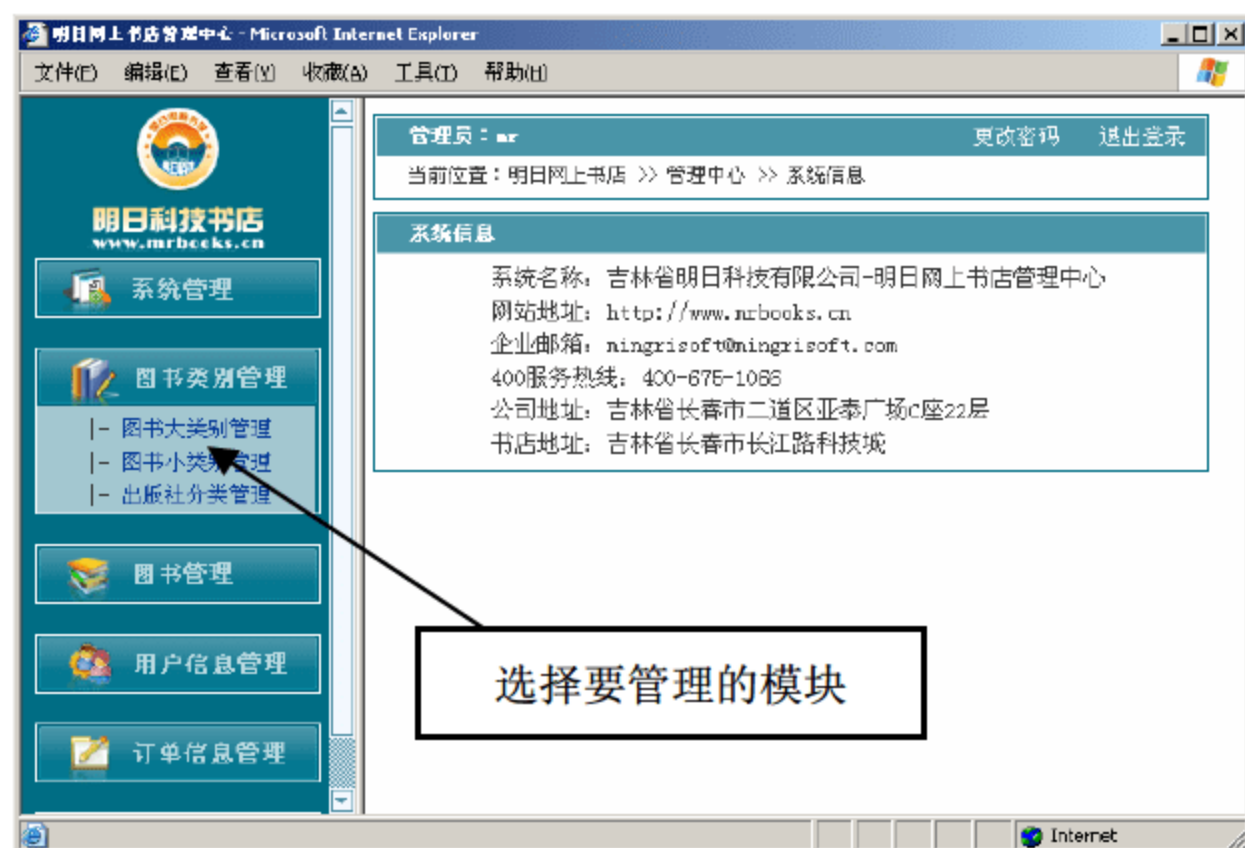 明日网上书店管理中心 - Microsoft Internet Explorer
文件(F) 编辑(E) 查看(V) 收藏(A) 工具(T) 帮助(H)
明日科技书店
www.mrbooks.cn
系统管理
图书类别管理
|- 图书大类别管理
|- 图书小类别管理
|- 出版社分类管理
图书管理
用户信息管理
订单信息管理
管理员：mr 更改密码 退出登录
当前位置：明日网上书店 >> 管理中心 >> 系统信息
系统信息
系统名称：吉林省明日科技有限公司-明日网上书店管理中心
网站地址：http://www.mrbooks.cn
企业邮箱：mingrisoft@mingrisoft.com
400服务热线：400-675-1066
公司地址：吉林省长春市二道区亚泰广场C座22层
书店地址：吉林省长春市长江路科技城
选择要管理的模块
Internet